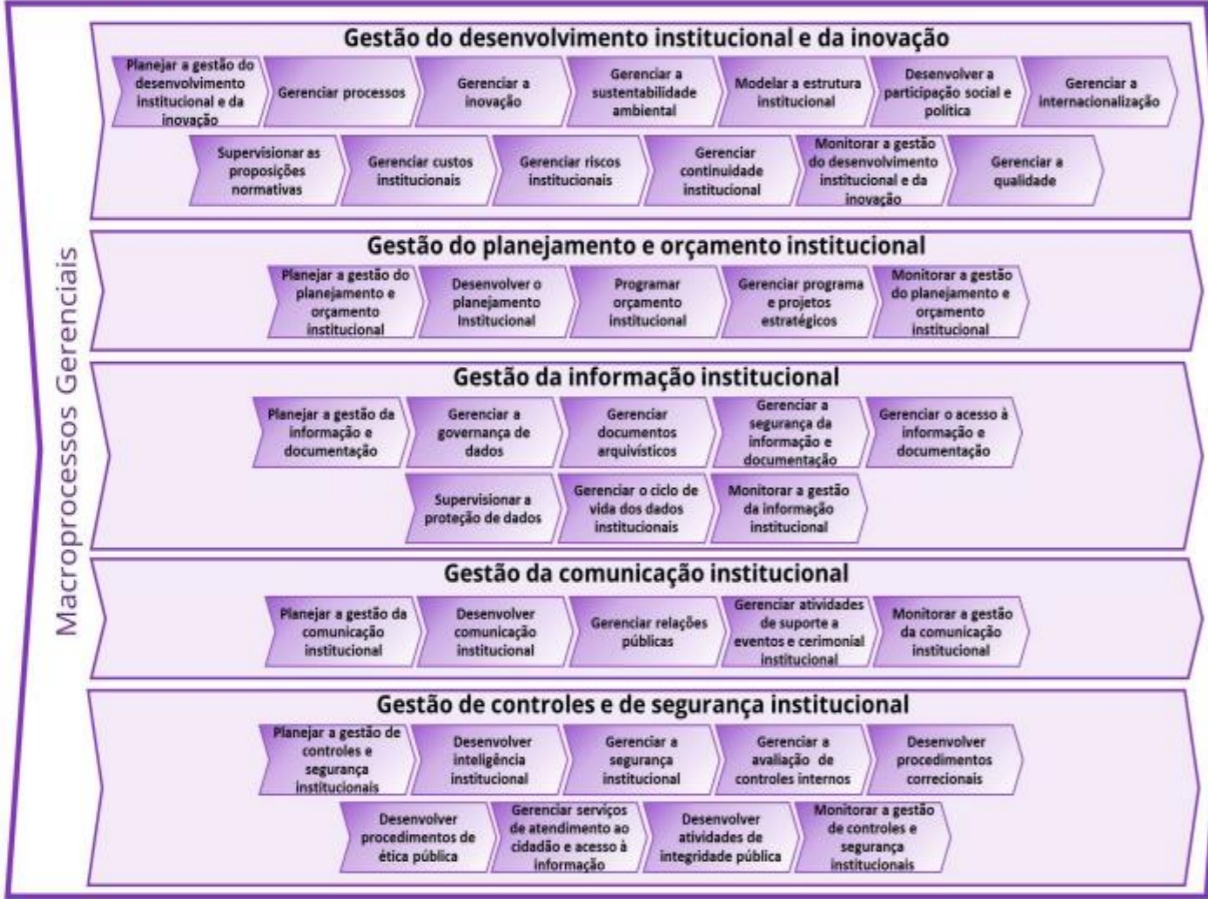 Macroprocessos Gerenciais
Gestão do desenvolvimento institucional e da inovação
Planejar a gestão do
desenvolvimento
institucional e da
inovação
Gerenciar processos
Gerenciar a
inovação
Gerenciar a
sustentabilidade
ambiental
Modelar a estrutura
institucional
Desenvolver a
participação social e
política
Gerenciar a
internacionalização
Supervisionar as
proposições
normativas
Gerenciar custos
institucionais
Gerenciar riscos
institucionais
Gerenciar
continuidade
institucional
Monitorar a gestão
do desenvolvimento
institucional e da
inovação
Gerenciar a
qualidade
Gestão do planejamento e orçamento institucional
Planejar a gestão do
planejamento e
orçamento
institucional
Desenvolver o
planejamento
Institucional
Programar
orçamento
institucional
Gerenciar programa
e projetos
estratégicos
Monitorar a gestão
do planejamento e
orçamento
institucional
Gestão da informação institucional
Planejar a gestão da
informação e
documentação
Gerenciar a
governança de
dados
Gerenciar
documentos
arquivísticos
Gerenciar a
segurança da
informação e
documentação
Gerenciar o acesso à
informação e
documentação
Supervisionar a
proteção de dados
Gerenciar o ciclo de
vida dos dados
institucionais
Monitorar a gestão
da informação
institucional
Gestão da comunicação institucional
Planejar a gestão da
comunicação
institucional
Desenvolver
comunicação
institucional
Gerenciar relações
públicas
Gerenciar atividades
de suporte a
eventos e cerimonial
institucional
Monitorar a gestão
da comunicação
institucional
Gestão de controles e de segurança institucional
Planejar a gestão de
controles e
segurança
institucionais
Desenvolver
inteligência
institucional
Gerenciar a
segurança
institucional
Gerenciar a
avaliação de
controles internos
Desenvolver
procedimentos
correcionais
Desenvolver
procedimentos de
ética pública
Gerenciar serviços
de atendimento ao
cidadão e acesso à
informação
Desenvolver
atividades de
integridade pública
Monitorar a gestão
de controles e
segurança
institucionais